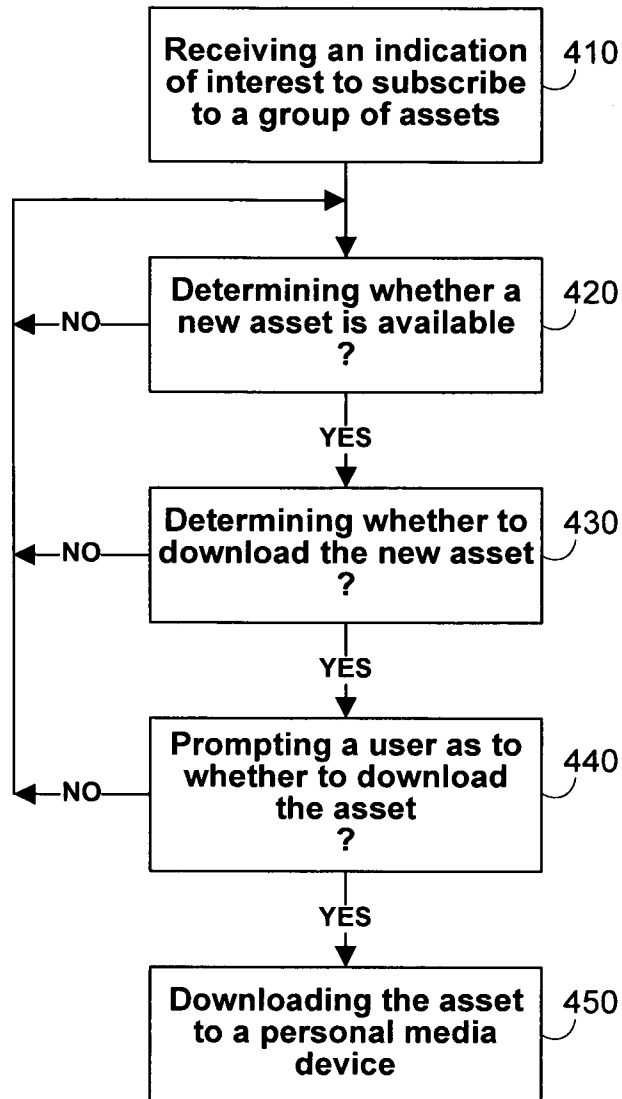 Receiving an indication
of interest to subscribe
to a group of assets
410
Determining whether a
new asset is available
?
420
NO
YES
Determining whether to
download the new asset
?
430
NO
YES
Prompting a user as to
whether to download
the asset
?
440
NO
YES
Downloading the asset
to a personal media
device
450